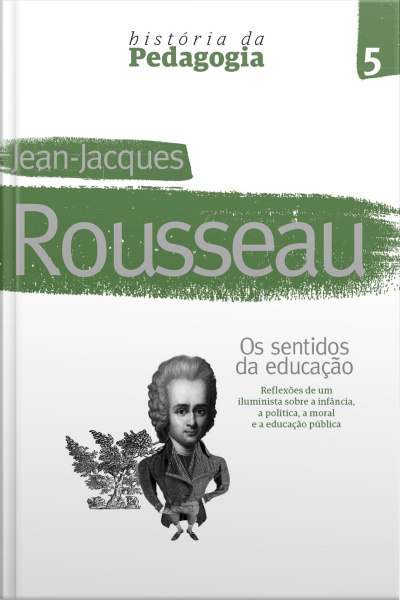 história da
Pedagogia
5
Jean-Jacques
Rousseau
Os sentidos
da educação
Reflexões de um
iluminista sobre a infância,
a política, a moral
e a educação pública